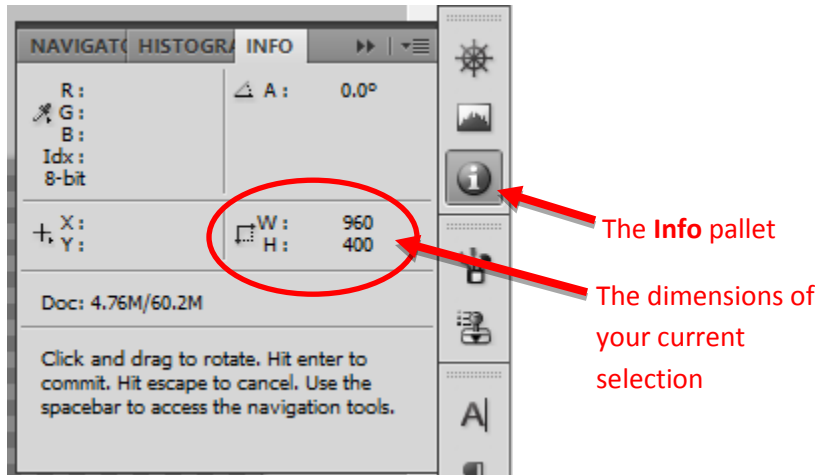 NAVIGATO HISTOGRA INFO
R :
G :
B :
Idx :
8-bit
A : 0.0°
X :
Y :
W : 960
H : 400
Doc: 4.76M/60.2M
Click and drag to rotate. Hit enter to
commit. Hit escape to cancel. Use the
spacebar to access the navigation tools.
A
The Info pallet
The dimensions of
your current
selection